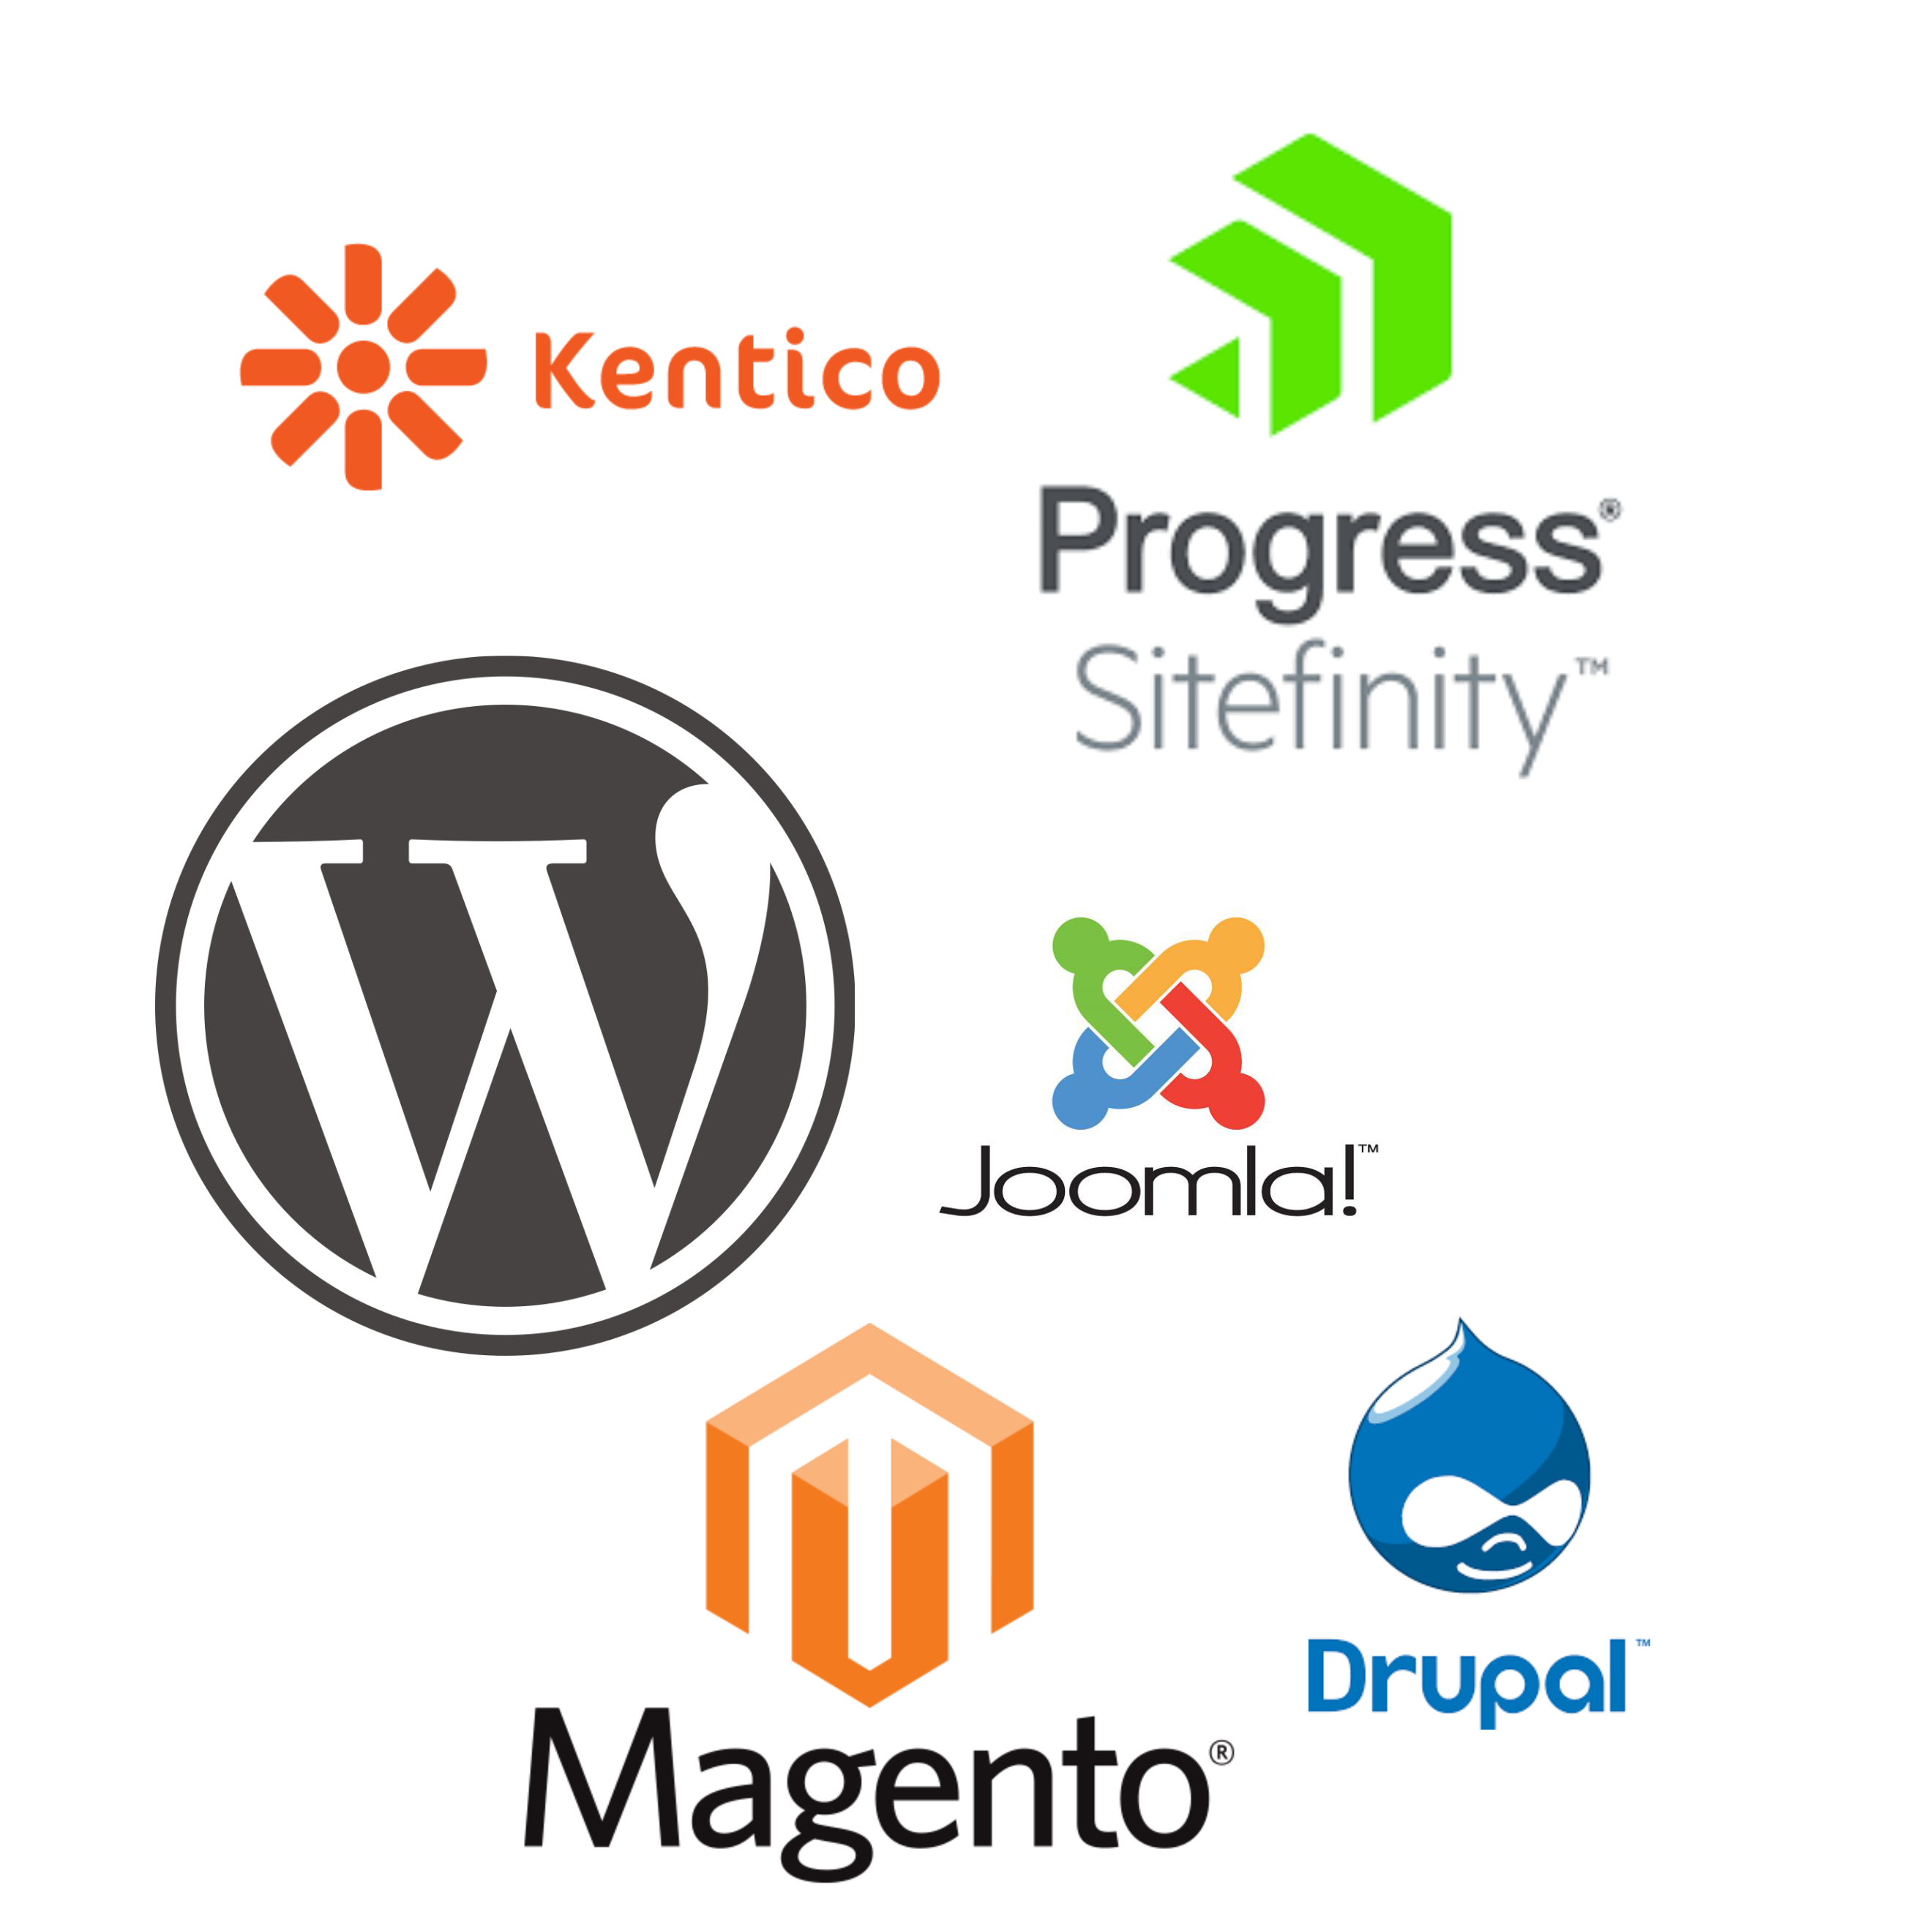 Kentico
Progress®
Sitefinity™
W
Joomla!™
Magento®
Drupal™